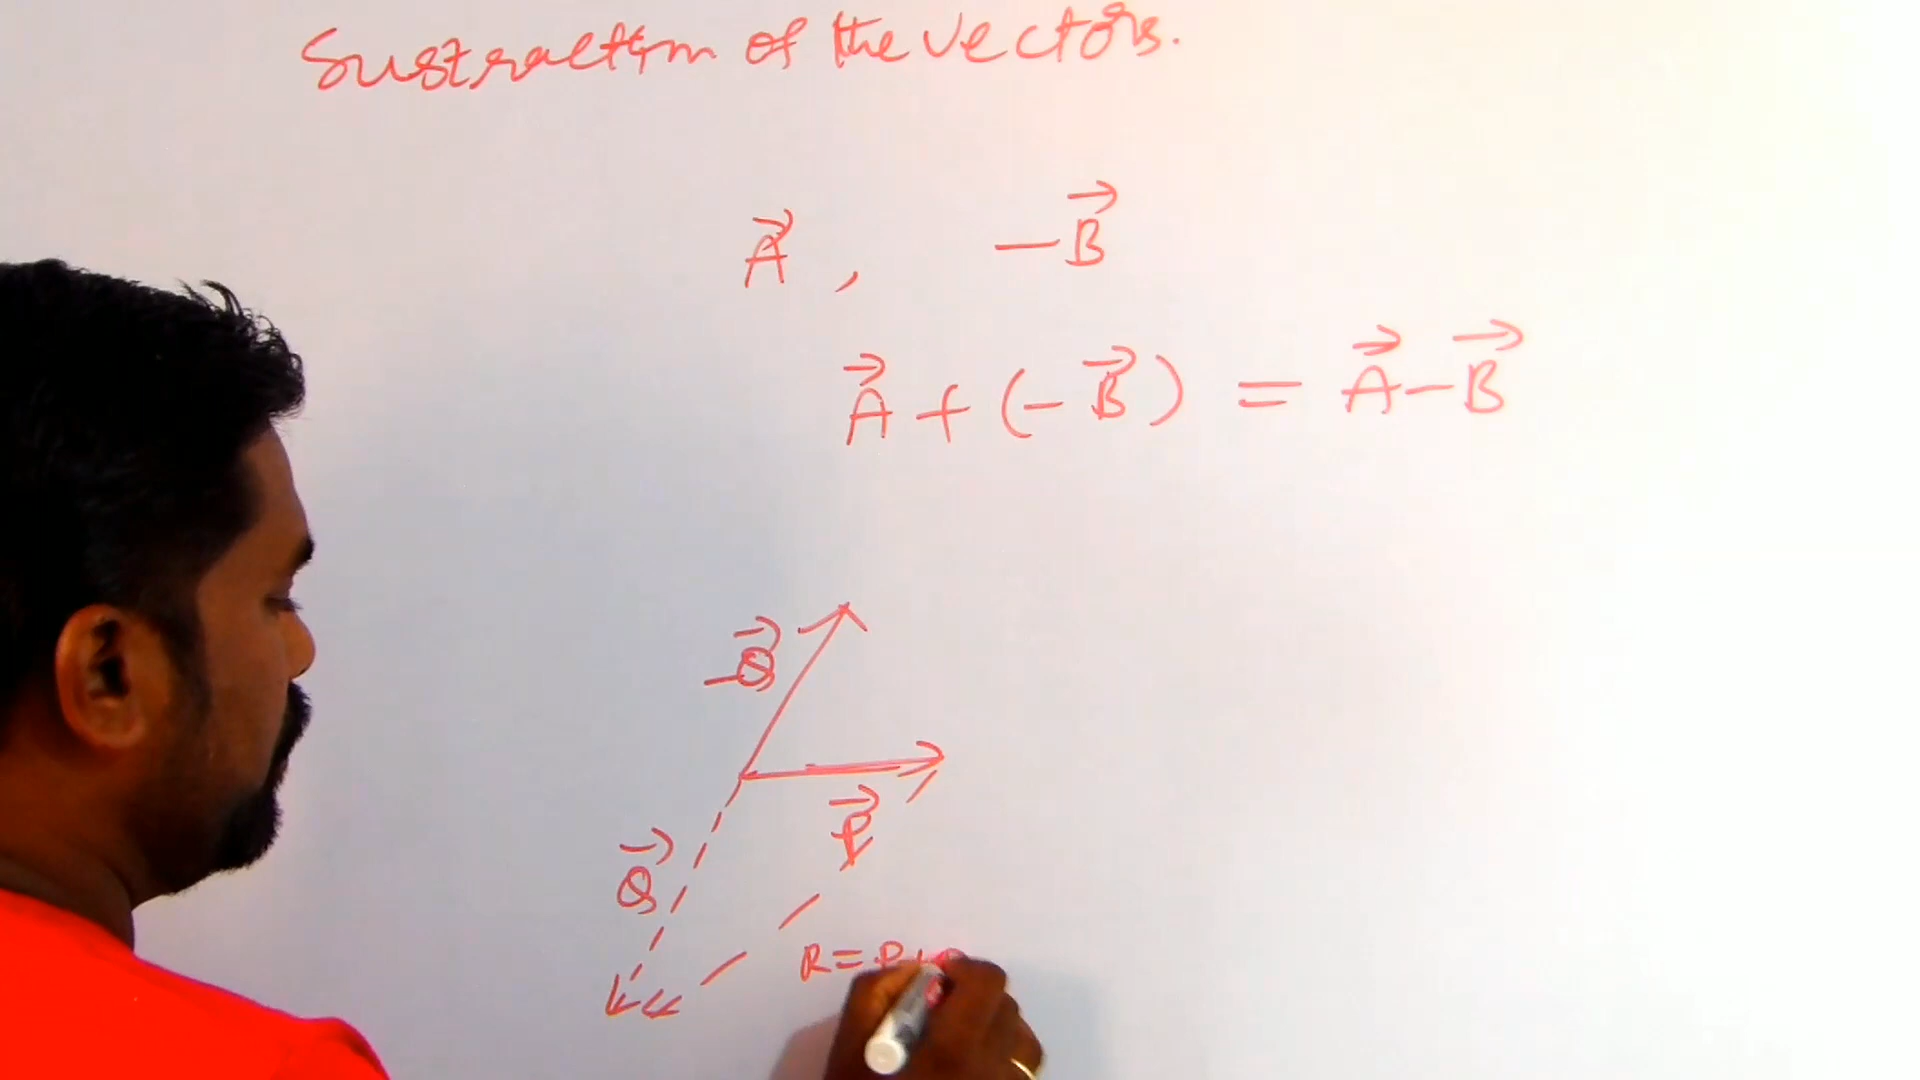 Sustraction of the vectors.
A⃗ , −B⃗
A⃗ + (−B⃗) = A⃗ − B⃗
−Q⃗
P⃗
Q⃗
R = P +